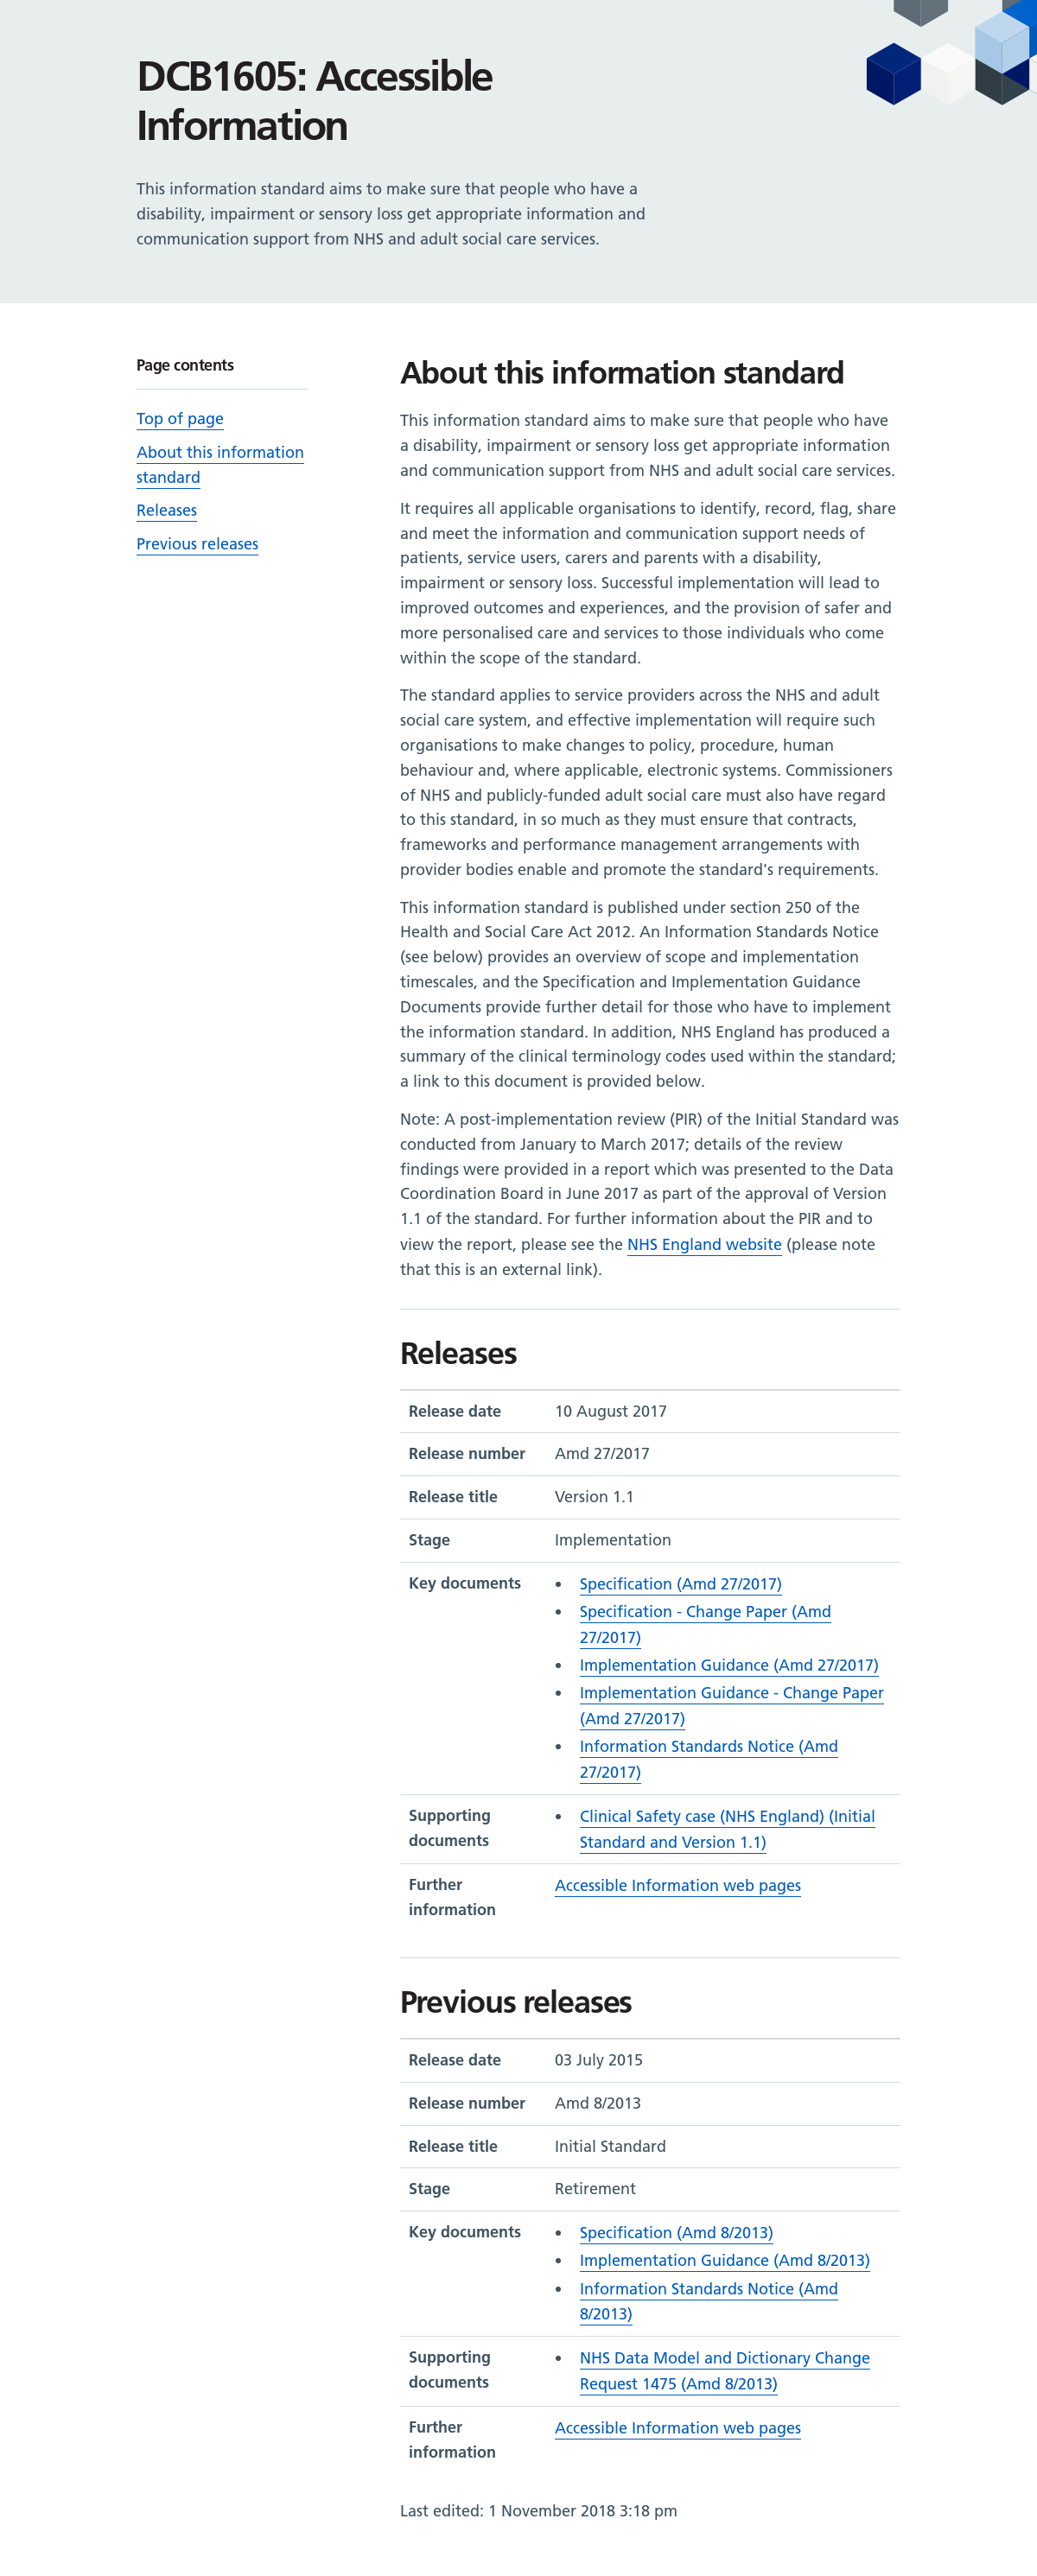 DCB1605: Accessible
Information
This information standard aims to make sure that people who have a
disability, impairment or sensory loss get appropriate information and
communication support from NHS and adult social care services.
Page contents
Top of page
About this information
standard
Releases
Previous releases
About this information standard
This information standard aims to make sure that people who have
a disability, impairment or sensory loss get appropriate information
and communication support from NHS and adult social care services.
It requires all applicable organisations to identify, record, flag, share
and meet the information and communication support needs of
patients, service users, carers and parents with a disability,
impairment or sensory loss. Successful implementation will lead to
improved outcomes and experiences, and the provision of safer and
more personalised care and services to those individuals who come
within the scope of the standard.
The standard applies to service providers across the NHS and adult
social care system, and effective implementation will require such
organisations to make changes to policy, procedure, human
behaviour and, where applicable, electronic systems. Commissioners
of NHS and publicly-funded adult social care must also have regard
to this standard, in so much as they must ensure that contracts,
frameworks and performance management arrangements with
provider bodies enable and promote the standard's requirements.
This information standard is published under section 250 of the
Health and Social Care Act 2012. An Information Standards Notice
(see below) provides an overview of scope and implementation
timescales, and the Specification and Implementation Guidance
Documents provide further detail for those who have to implement
the information standard. In addition, NHS England has produced a
summary of the clinical terminology codes used within the standard;
a link to this document is provided below.
Note: A post-implementation review (PIR) of the Initial Standard was
conducted from January to March 2017; details of the review
findings were provided in a report which was presented to the Data
Coordination Board in June 2017 as part of the approval of Version
1.1 of the standard. For further information about the PIR and to
view the report, please see the NHS England website (please note
that this is an external link).
Releases
Release date 10 August 2017
Release number Amd 27/2017
Release title Version 1.1
Stage Implementation
Key documents • Specification (Amd 27/2017)
• Specification - Change Paper (Amd
27/2017)
• Implementation Guidance (Amd 27/2017)
• Implementation Guidance - Change Paper
(Amd 27/2017)
• Information Standards Notice (Amd
27/2017)
Supporting • Clinical Safety case (NHS England) (Initial
documents Standard and Version 1.1)
Further Accessible Information web pages
information
Previous releases
Release date 03 July 2015
Release number Amd 8/2013
Release title Initial Standard
Stage Retirement
Key documents • Specification (Amd 8/2013)
• Implementation Guidance (Amd 8/2013)
• Information Standards Notice (Amd
8/2013)
Supporting • NHS Data Model and Dictionary Change
documents Request 1475 (Amd 8/2013)
Further Accessible Information web pages
information
Last edited: 1 November 2018 3:18 pm